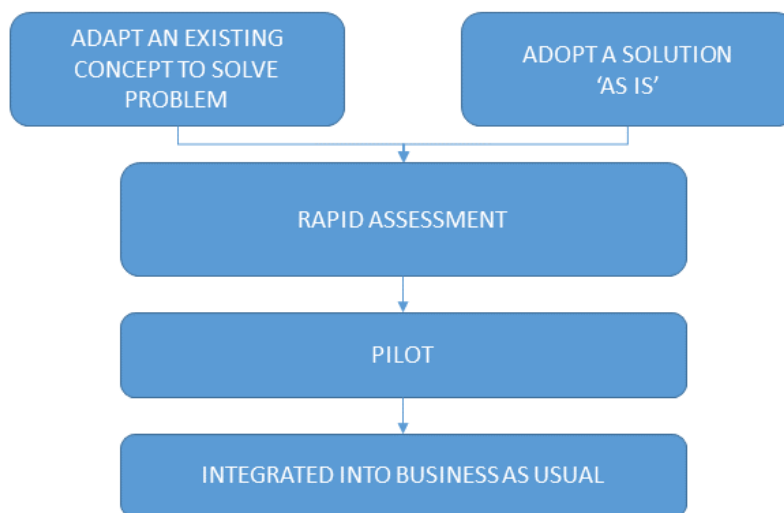 ADAPT AN EXISTING
CONCEPT TO SOLVE
PROBLEM
ADOPT A SOLUTION
‘AS IS’
RAPID ASSESSMENT
PILOT
INTEGRATED INTO BUSINESS AS USUAL